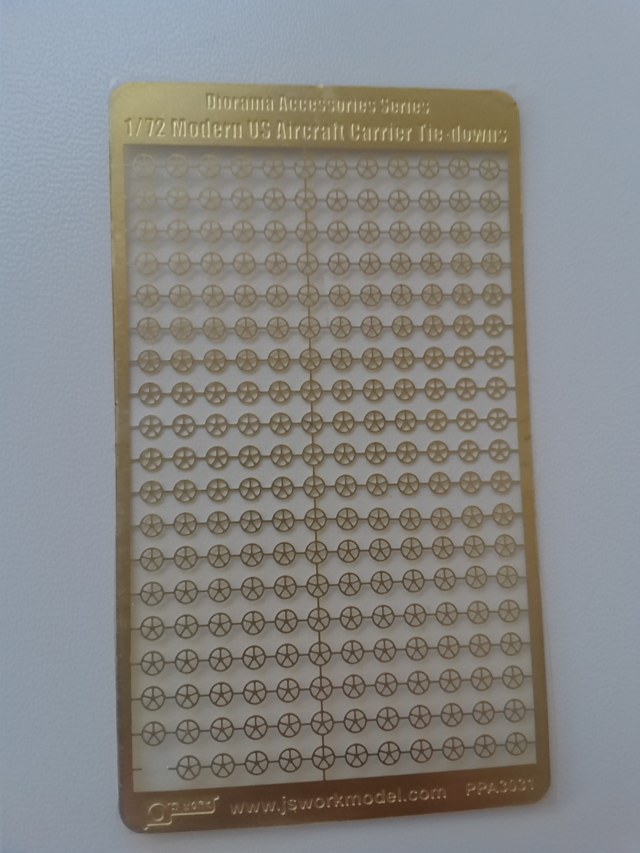 Diorama Accessories Series
1/72 Modern US Aircraft Carrier Tie-downs
www.jsworkmodel.com PPA3031